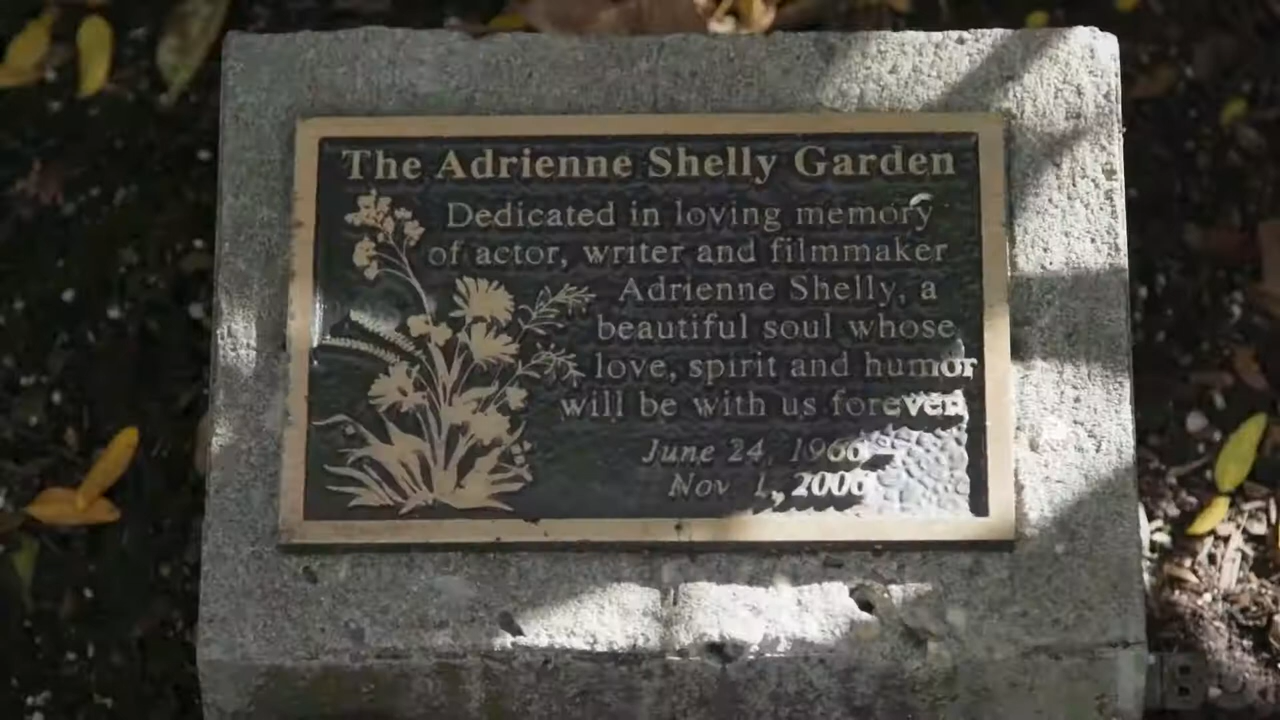 The Adrienne Shelly Garden
Dedicated in loving memory
of actor, writer and filmmaker
Adrienne Shelly, a
beautiful soul whose
love, spirit and humor
will be with us forever.
June 24, 1966 -
Nov 1, 2006